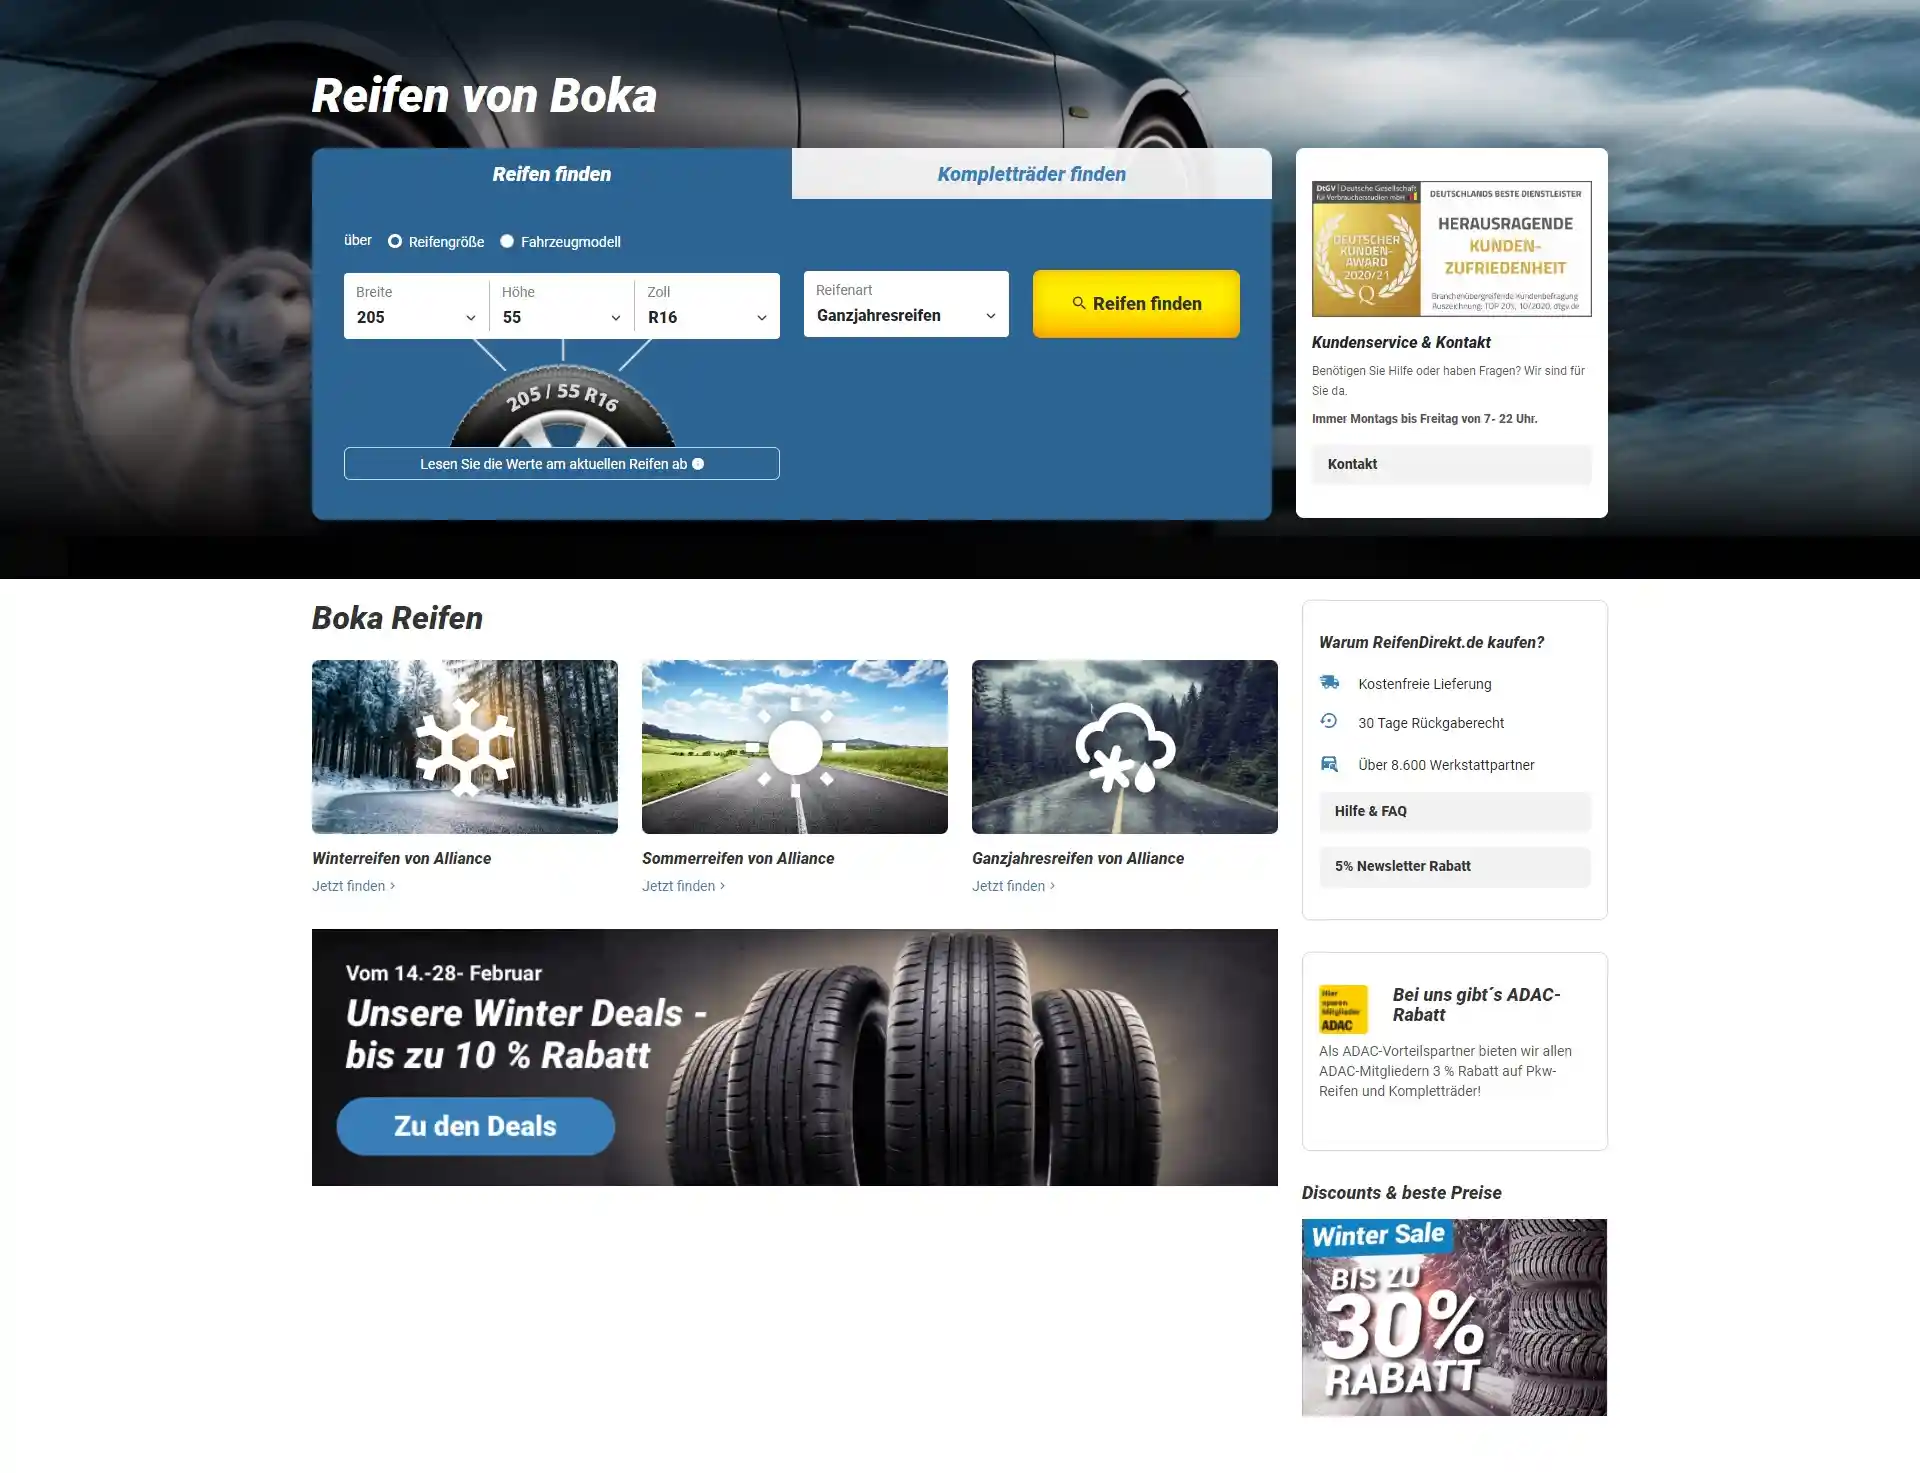 Reifen von Boka
Reifen finden
Kompletträder finden
über
Reifengröße
Fahrzeugmodell
Breite
205
Höhe
55
Zoll
R16
Reifenart
Ganzjahresreifen
Reifen finden
205 / 55 R16
Lesen Sie die Werte am aktuellen Reifen ab
DtGV | Deutsche Gesellschaft
für Verbraucherstudien mbH
DEUTSCHER
KUNDEN-
AWARD
2020/21
DEUTSCHLANDS BESTE DIENSTLEISTER
HERAUSRAGENDE
KUNDEN-
ZUFRIEDENHEIT
Branchenübergreifende Kundenbefragung
Auszeichnung: TOP 20%, 10/2020, dtgv.de
Kundenservice & Kontakt
Benötigen Sie Hilfe oder haben Fragen? Wir sind für
Sie da.
Immer Montags bis Freitag von 7- 22 Uhr.
Kontakt
Boka Reifen
Winterreifen von Alliance
Jetzt finden
Sommerreifen von Alliance
Jetzt finden
Ganzjahresreifen von Alliance
Jetzt finden
Vom 14.-28- Februar
Unsere Winter Deals -
bis zu 10 % Rabatt
Zu den Deals
Warum ReifenDirekt.de kaufen?
Kostenfreie Lieferung
30 Tage Rückgaberecht
Über 8.600 Werkstattpartner
Hilfe & FAQ
5% Newsletter Rabatt
Hier
sparen
Mitglieder
ADAC
Bei uns gibt´s ADAC-
Rabatt
Als ADAC-Vorteilspartner bieten wir allen
ADAC-Mitgliedern 3 % Rabatt auf Pkw-
Reifen und Kompletträder!
Discounts & beste Preise
Winter Sale
BIS ZU
30%
RABATT